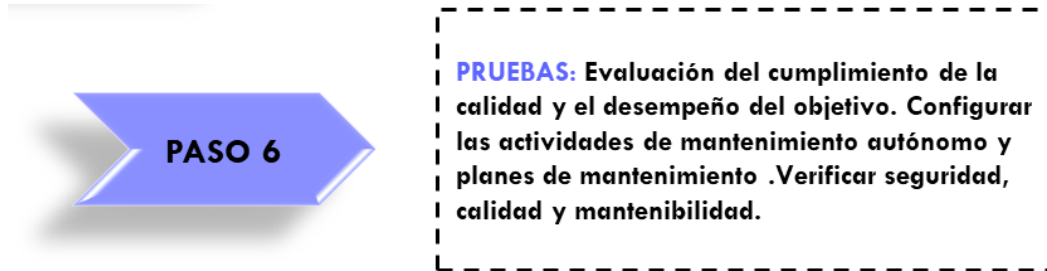 PASO 6
PRUEBAS: Evaluación del cumplimiento de la
calidad y el desempeño del objetivo. Configurar
las actividades de mantenimiento autónomo y
planes de mantenimiento .Verificar seguridad,
calidad y mantenibilidad.